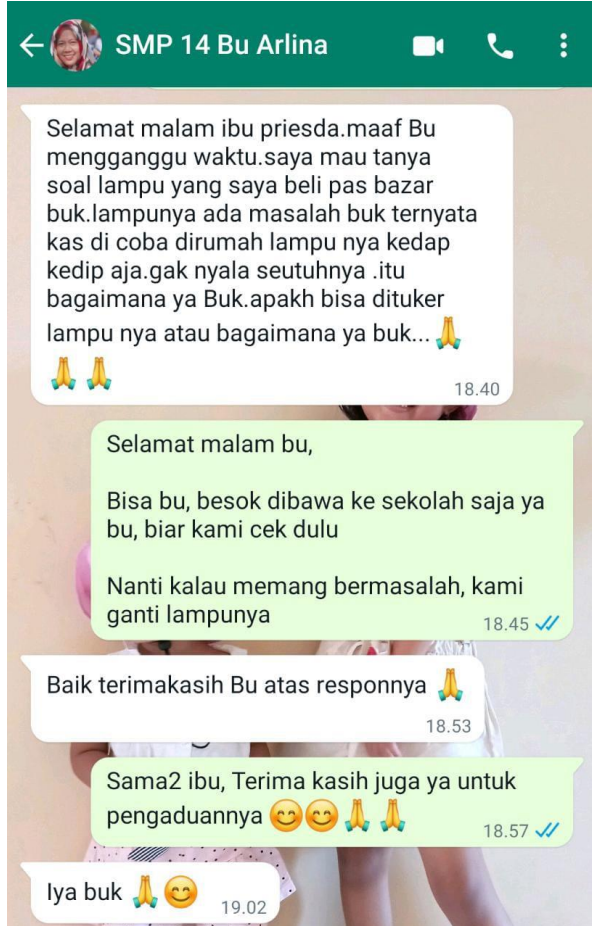 SMP 14 Bu Arlina
Selamat malam ibu priesda.maaf Bu
mengganggu waktu.saya mau tanya
soal lampu yang saya beli pas bazar
buk.lampunya ada masalah buk ternyata
kas di coba dirumah lampu nya kedap
kedip aja.gak nyala seutuhnya .itu
bagaimana ya Buk.apakh bisa dituker
lampu nya atau bagaimana ya buk...🙏
🙏🙏
18.40
Selamat malam bu,
Bisa bu, besok dibawa ke sekolah saja ya
bu, biar kami cek dulu
Nanti kalau memang bermasalah, kami
ganti lampunya
18.45
Baik terimakasih Bu atas responnya 🙏
18.53
Sama2 ibu, Terima kasih juga ya untuk
pengaduannya 😊😊🙏🙏
18.57
Iya buk 🙏😊
19.02